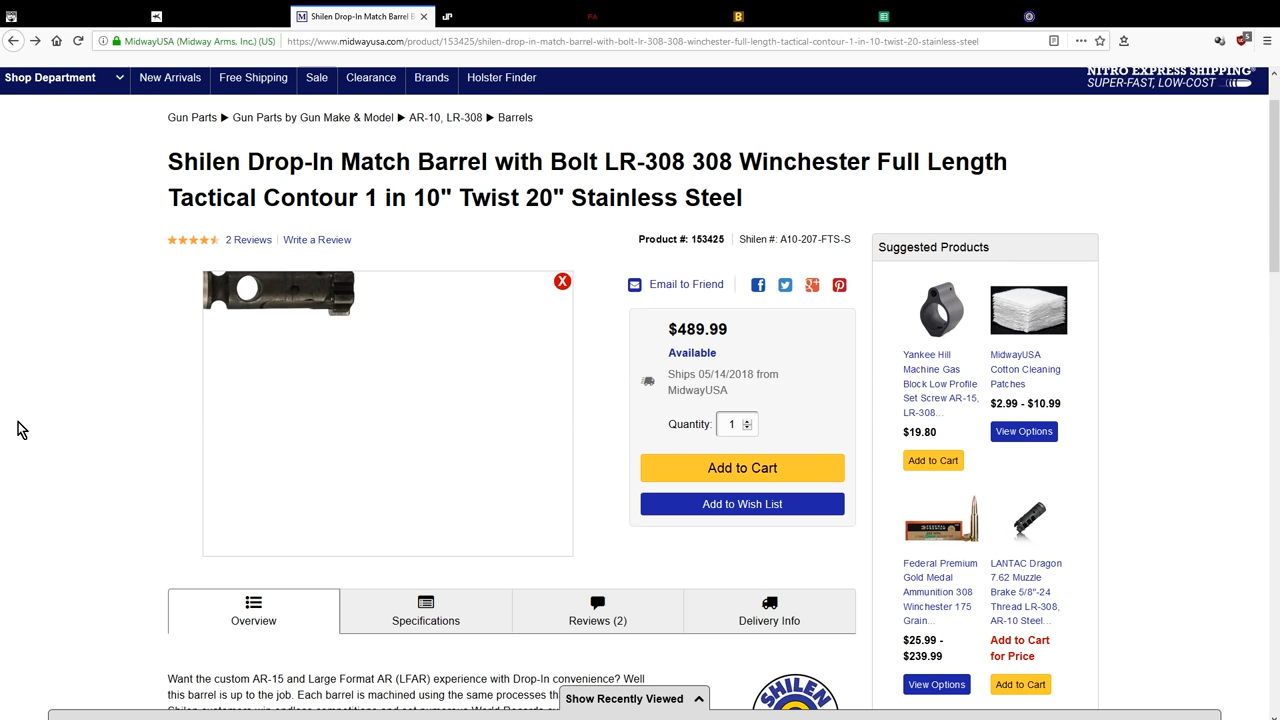 Shilen Drop-In Match Barrel B
MidwayUSA (Midway Arms, Inc.) (US)
https://www.midwayusa.com/product/153425/shilen-drop-in-match-barrel-with-bolt-lr-308-308-winchester-full-length-tactical-contour-1-in-10-twist-20-stainless-steel
Shop Department
New Arrivals
Free Shipping
Sale
Clearance
Brands
Holster Finder
NITRO EXPRESS SHIPPING®
SUPER-FAST, LOW-COST
Gun Parts ▶ Gun Parts by Gun Make & Model ▶ AR-10, LR-308 ▶ Barrels
Shilen Drop-In Match Barrel with Bolt LR-308 308 Winchester Full Length
Tactical Contour 1 in 10" Twist 20" Stainless Steel
2 Reviews
Write a Review
Product #: 153425
Shilen #: A10-207-FTS-S
X
Email to Friend
$489.99
Available
Ships 05/14/2018 from
MidwayUSA
Quantity: 1
Add to Cart
Add to Wish List
Suggested Products
Yankee Hill
Machine Gas
Block Low Profile
Set Screw AR-15,
LR-308...
$19.80
Add to Cart
MidwayUSA
Cotton Cleaning
Patches
$2.99 - $10.99
View Options
Federal Premium
Gold Medal
Ammunition 308
Winchester 175
Grain...
$25.99 -
$239.99
View Options
LANTAC Dragon
7.62 Muzzle
Brake 5/8"-24
Thread LR-308,
AR-10 Steel...
Add to Cart
for Price
Add to Cart
Overview
Specifications
Reviews (2)
Delivery Info
Want the custom AR-15 and Large Format AR (LFAR) experience with Drop-In convenience? Well
this barrel is up to the job. Each barrel is machined using the same processes th
Show Recently Viewed
SHILEN